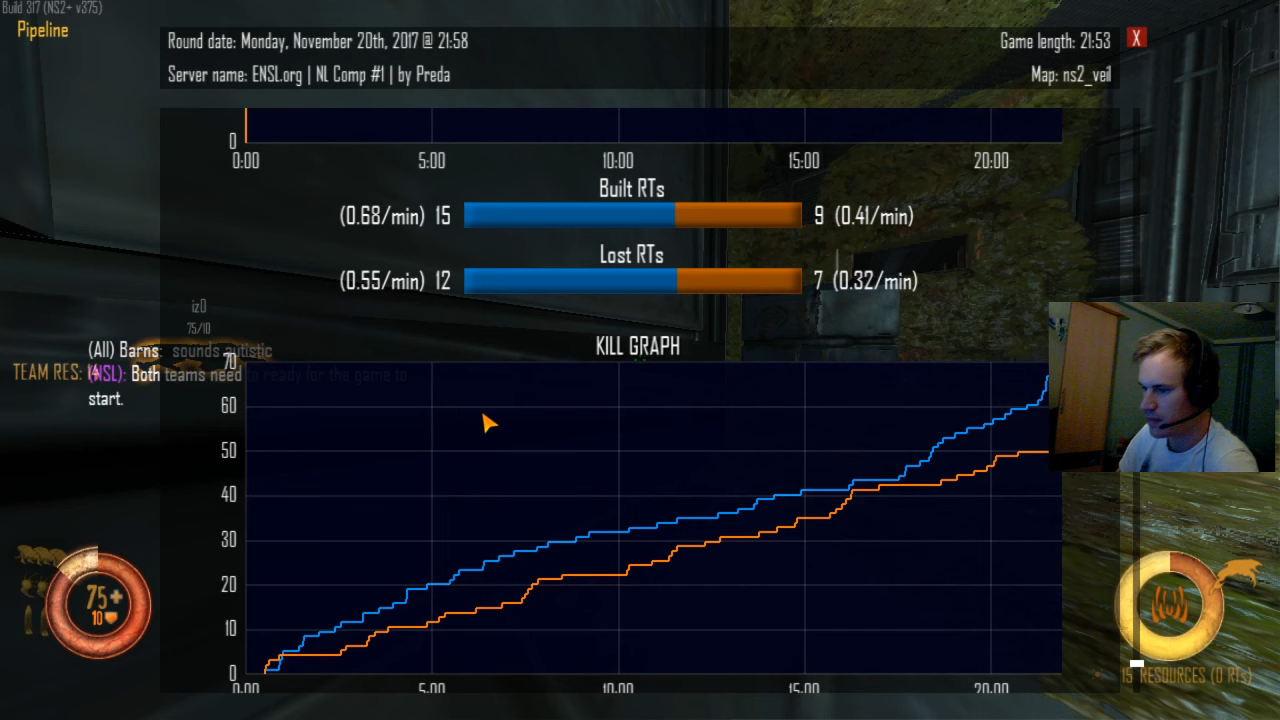 Build 317 (NS2+ v375)
Pipeline
Round date: Monday, November 20th, 2017 @ 21:58
Game length: 21:53
X
Server name: ENSL.org | NL Comp #1 | by Preda
Map: ns2_veil
0
0:00 5:00 10:00 15:00 20:00
Built RTs
(0.68/min) 15 9 (0.41/min)
Lost RTs
(0.55/min) 12 7 (0.32/min)
iz0
75/10
KILL GRAPH
(All) Barns: sounds autistic
TEAM RES:
(NSL): Both teams need to ready for the game to
start.
70
60
50
40
30
20
10
0
0:00 5:00 10:00 15:00 20:00
75+
10
15 RESOURCES (0 RTs)